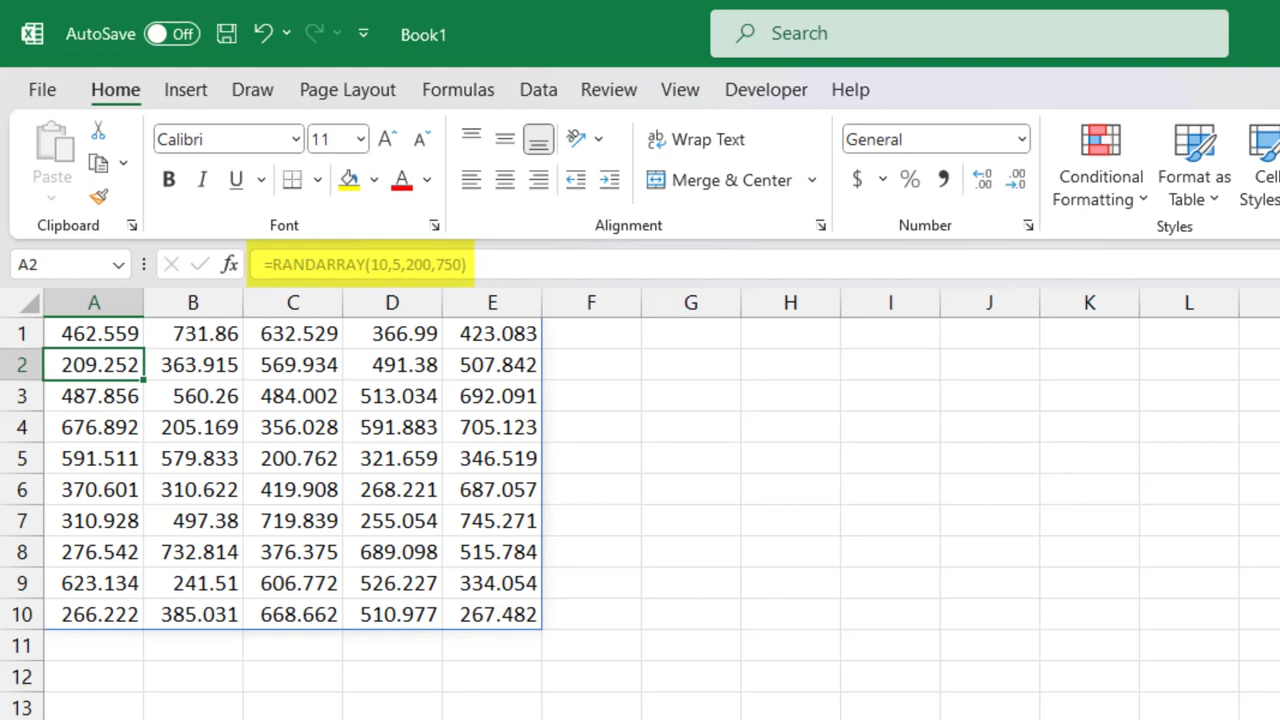 AutoSave Off Book1 Search
File Home Insert Draw Page Layout Formulas Data Review View Developer Help
Calibri 11 A^ Aˇ ab Wrap Text General
Paste B I U A Merge & Center $ % 9 .00 .00 Conditional Format as Cell
Formatting Table Styles
Clipboard Font Alignment Number Styles
A2 fx =RANDARRAY(10,5,200,750)
A B C D E F G H I J K L
1 462.559 731.86 632.529 366.99 423.083
2 209.252 363.915 569.934 491.38 507.842
3 487.856 560.26 484.002 513.034 692.091
4 676.892 205.169 356.028 591.883 705.123
5 591.511 579.833 200.762 321.659 346.519
6 370.601 310.622 419.908 268.221 687.057
7 310.928 497.38 719.839 255.054 745.271
8 276.542 732.814 376.375 689.098 515.784
9 623.134 241.51 606.772 526.227 334.054
10 266.222 385.031 668.662 510.977 267.482
11
12
13